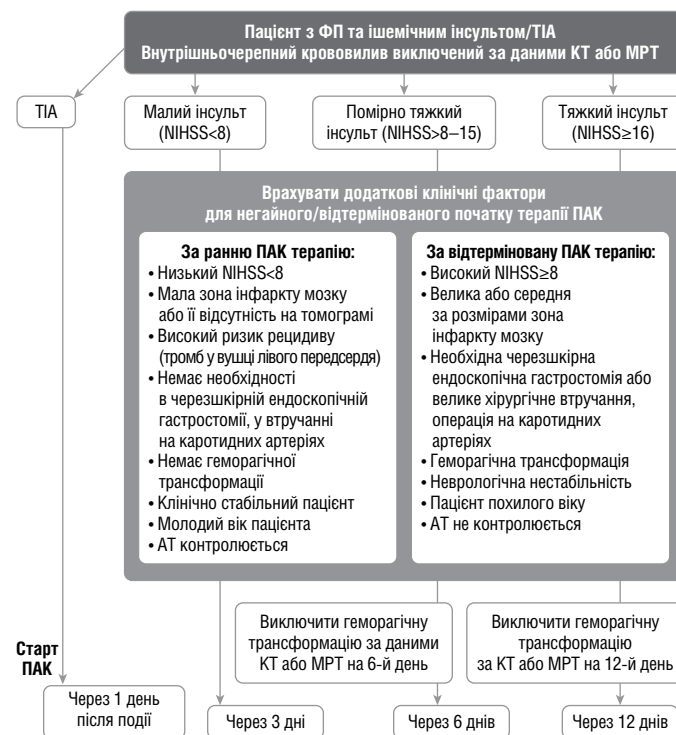 Пацієнт з ФП та ішемічним інсультом/ТІА
Внутрішньочерепний крововилив виключений за даними КТ або МРТ
ТІА
Малий інсульт
(NIHSS<8)
Помірно тяжкий
інсульт (NIHSS>8–15)
Тяжкий інсульт
(NIHSS≥16)
Врахувати додаткові клінічні фактори
для негайного/відтермінованого початку терапії ПАК
За ранню ПАК терапію:
• Низький NIHSS<8
• Мала зона інфаркту мозку
або її відсутність на томограмі
• Високий ризик рецидиву
(тромб у вушці лівого передсердя)
• Немає необхідності
в черезшкірній ендоскопічній
гастростомії, у втручанні
на каротидних артеріях
• Немає геморагічної
трансформації
• Клінічно стабільний пацієнт
• Молодий вік пацієнта
• АТ контролюється
За відтерміновану ПАК терапію:
• Високий NIHSS≥8
• Велика або середня
за розмірами зона
інфаркту мозку
• Необхідна черезшкірна
ендоскопічна гастростомія або
велике хірургічне втручання,
операція на каротидних
артеріях
• Геморагічна трансформація
• Неврологічна нестабільність
• Пацієнт похилого віку
• АТ не контролюється
Виключити геморагічну
трансформацію за даними
КТ або МРТ на 6-й день
Виключити геморагічну
трансформацію
за КТ або МРТ на 12-й день
Старт
ПАК
Через 1 день
після події
Через 3 дні
Через 6 днів
Через 12 днів